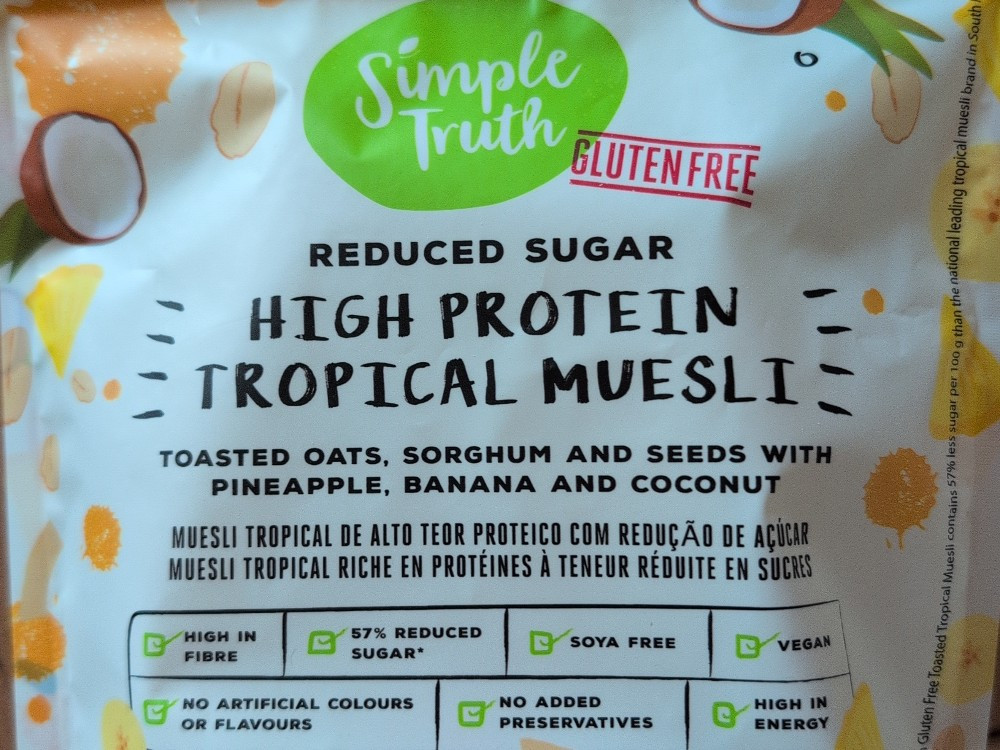 Simple
Truth
GLUTEN FREE
REDUCED SUGAR
HIGH PROTEIN
TROPICAL MUESLI
TOASTED OATS, SORGHUM AND SEEDS WITH
PINEAPPLE, BANANA AND COCONUT
MUESLI TROPICAL DE ALTO TEOR PROTEICO COM REDUÇÃO DE AÇÚCAR
MUESLI TROPICAL RICHE EN PROTÉINES À TENEUR RÉDUITE EN SUCRES
HIGH IN
FIBRE
57% REDUCED
SUGAR*
SOYA FREE
VEGAN
NO ARTIFICIAL COLOURS
OR FLAVOURS
NO ADDED
PRESERVATIVES
HIGH IN
ENERGY
Gluten Free Toasted Tropical Muesli contains 57% less sugar per 100 g than the national leading tropical muesli brand in South